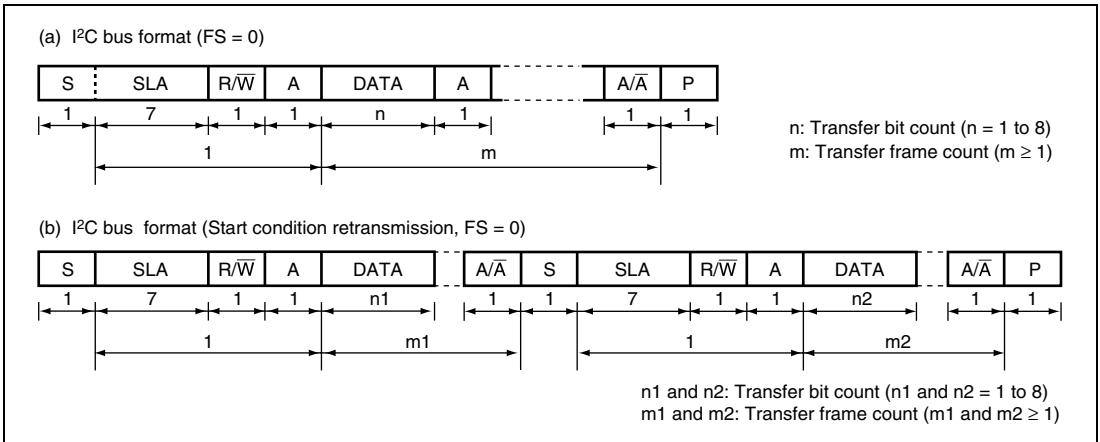 (a) I²C bus format (FS = 0)
S SLA R/W̅ A DATA A A/A̅ P
1 7 1 1 n 1 1 1
1 m
n: Transfer bit count (n = 1 to 8)
m: Transfer frame count (m ≥ 1)
(b) I²C bus format (Start condition retransmission, FS = 0)
S SLA R/W̅ A DATA A/A̅ S SLA R/W̅ A DATA A/A̅ P
1 7 1 1 n1 1 1 7 1 1 n2 1 1
1 m1 1 m2
n1 and n2: Transfer bit count (n1 and n2 = 1 to 8)
m1 and m2: Transfer frame count (m1 and m2 ≥ 1)